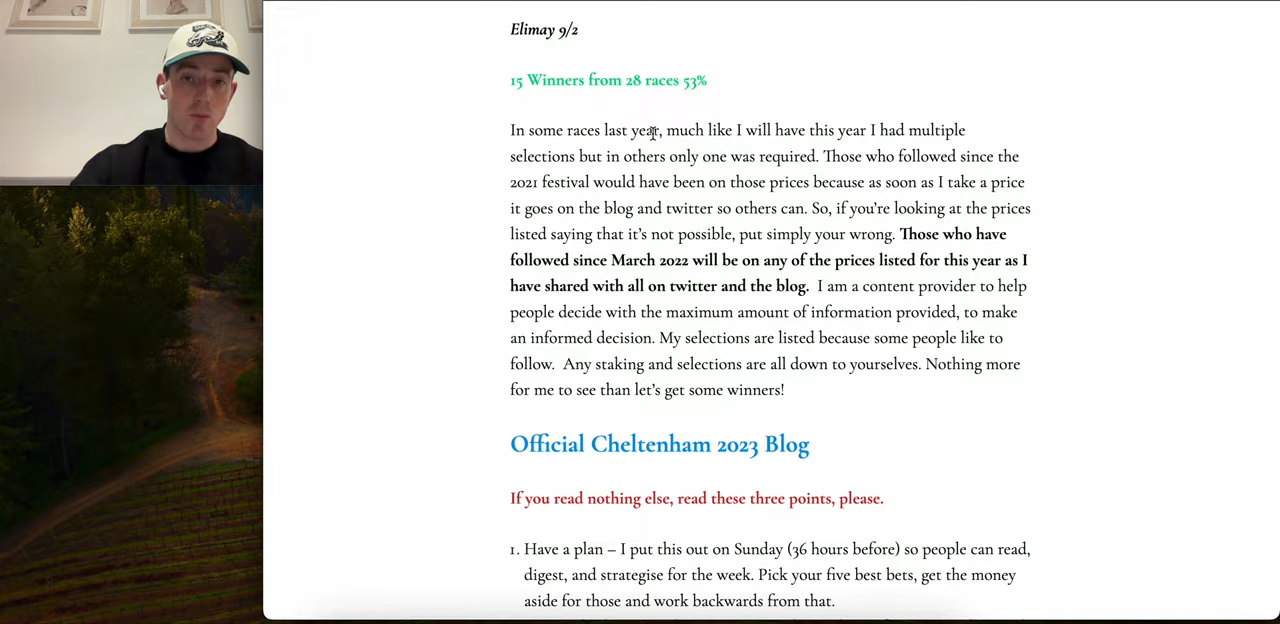 Elimay 9/2
15 Winners from 28 races 53%
In some races last year, much like I will have this year I had multiple
selections but in others only one was required. Those who followed since the
2021 festival would have been on those prices because as soon as I take a price
it goes on the blog and twitter so others can. So, if you're looking at the prices
listed saying that it's not possible, put simply your wrong. Those who have
followed since March 2022 will be on any of the prices listed for this year as I
have shared with all on twitter and the blog. I am a content provider to help
people decide with the maximum amount of information provided, to make
an informed decision. My selections are listed because some people like to
follow. Any staking and selections are all down to yourselves. Nothing more
for me to see than let's get some winners!
Official Cheltenham 2023 Blog
If you read nothing else, read these three points, please.
1. Have a plan – I put this out on Sunday (36 hours before) so people can read,
digest, and strategise for the week. Pick your five best bets, get the money
aside for those and work backwards from that.